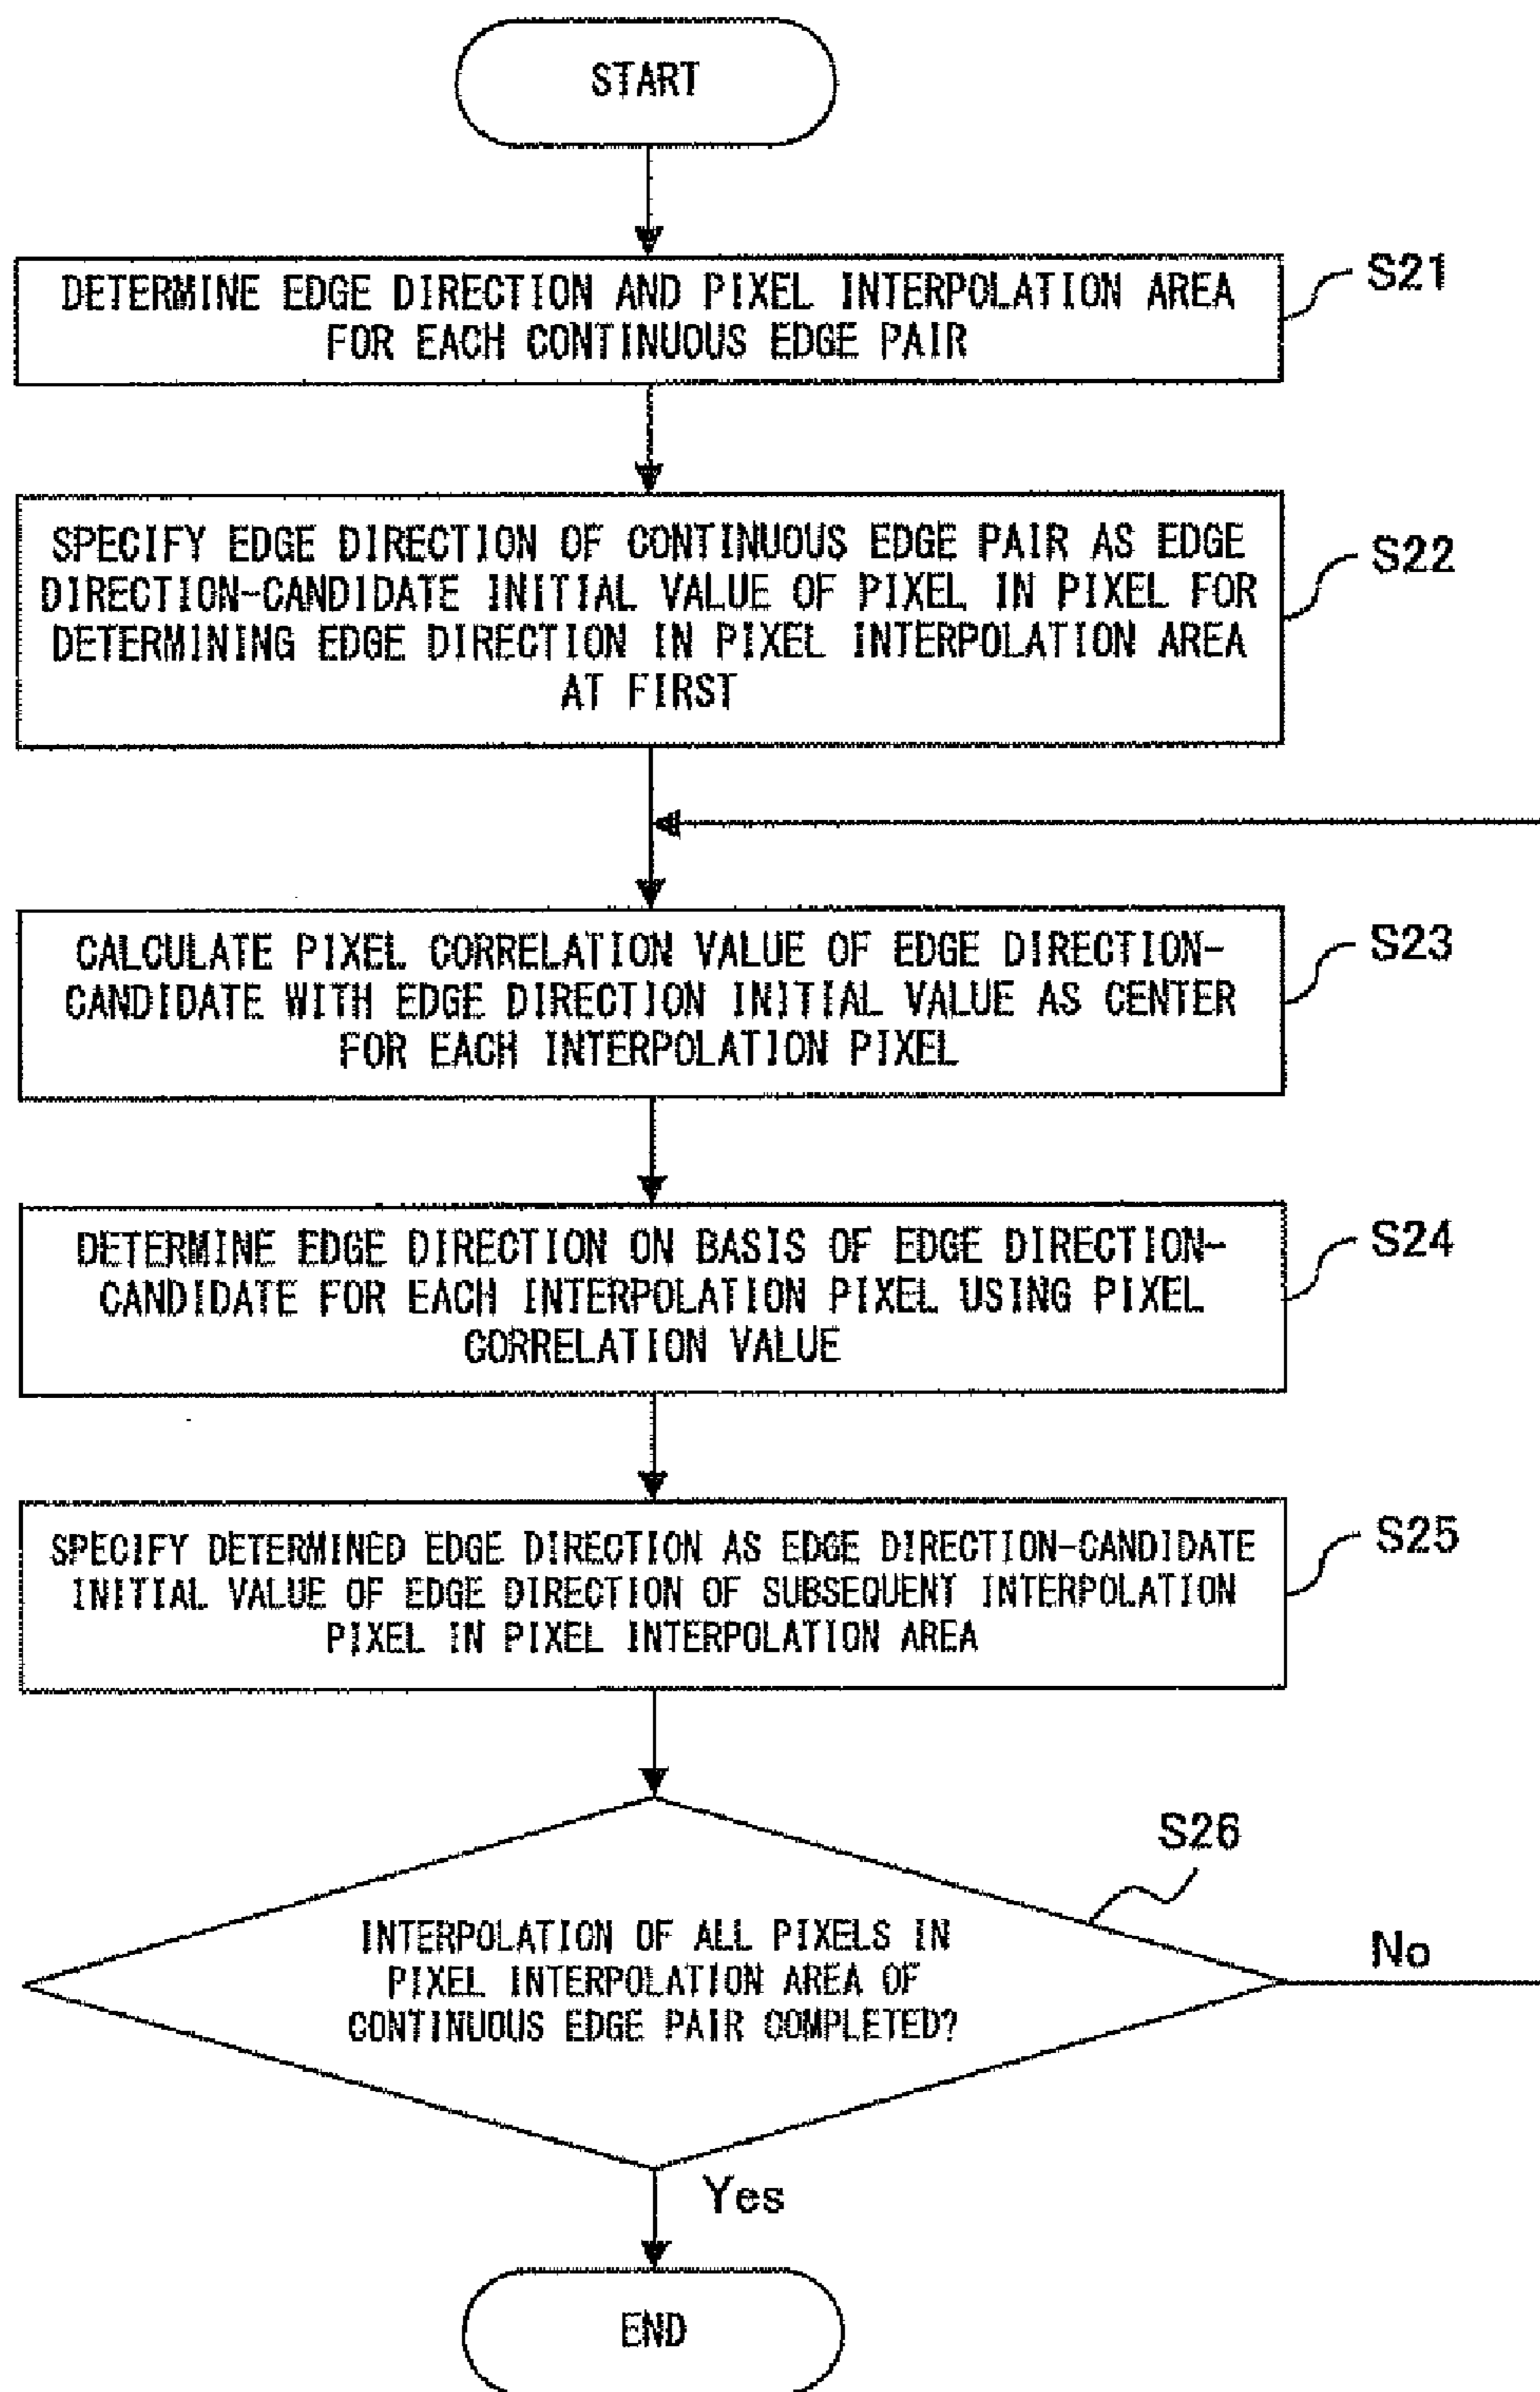 START
DETERMINE EDGE DIRECTION AND PIXEL INTERPOLATION AREA
FOR EACH CONTINUOUS EDGE PAIR
S21
SPECIFY EDGE DIRECTION OF CONTINUOUS EDGE PAIR AS EDGE
DIRECTION-CANDIDATE INITIAL VALUE OF PIXEL IN PIXEL FOR
DETERMINING EDGE DIRECTION IN PIXEL INTERPOLATION AREA
AT FIRST
S22
CALCULATE PIXEL CORRELATION VALUE OF EDGE DIRECTION-
CANDIDATE WITH EDGE DIRECTION INITIAL VALUE AS CENTER
FOR EACH INTERPOLATION PIXEL
S23
DETERMINE EDGE DIRECTION ON BASIS OF EDGE DIRECTION-
CANDIDATE FOR EACH INTERPOLATION PIXEL USING PIXEL
CORRELATION VALUE
S24
SPECIFY DETERMINED EDGE DIRECTION AS EDGE DIRECTION-CANDIDATE
INITIAL VALUE OF EDGE DIRECTION OF SUBSEQUENT INTERPOLATION
PIXEL IN PIXEL INTERPOLATION AREA
S25
S26
INTERPOLATION OF ALL PIXELS IN
PIXEL INTERPOLATION AREA OF
CONTINUOUS EDGE PAIR COMPLETED?
No
Yes
END